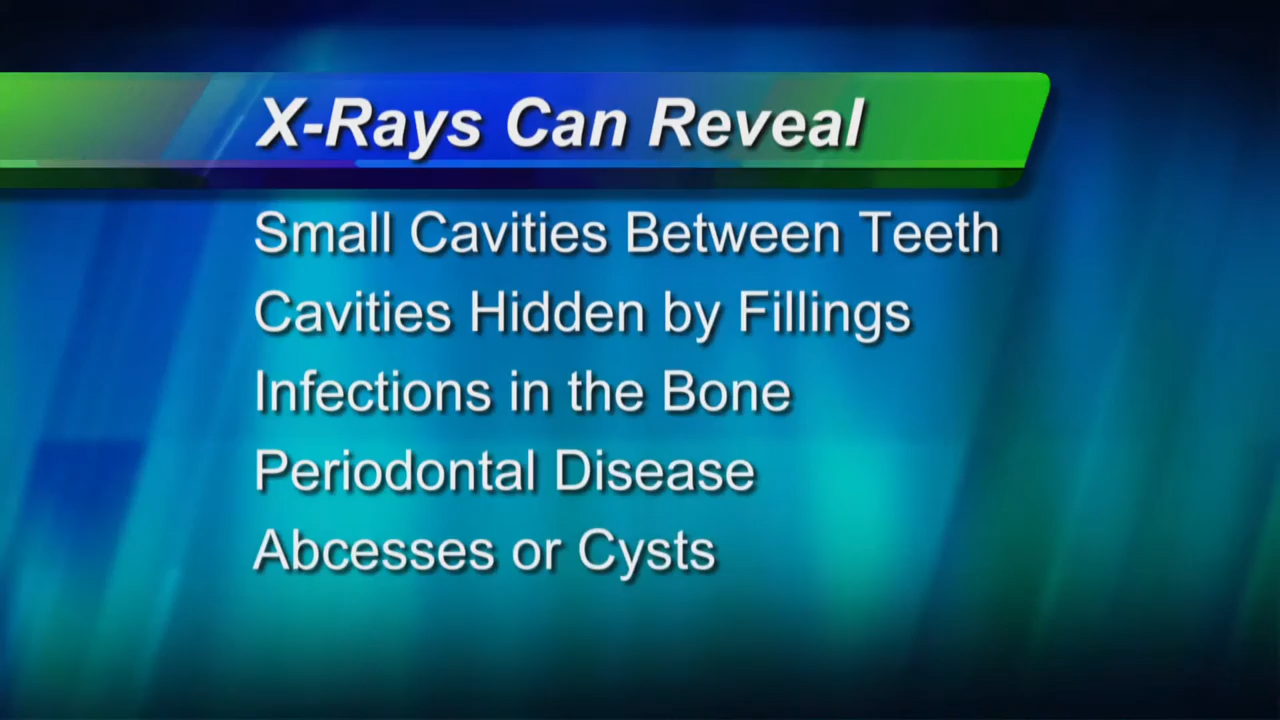 X-Rays Can Reveal
Small Cavities Between Teeth
Cavities Hidden by Fillings
Infections in the Bone
Periodontal Disease
Abcesses or Cysts